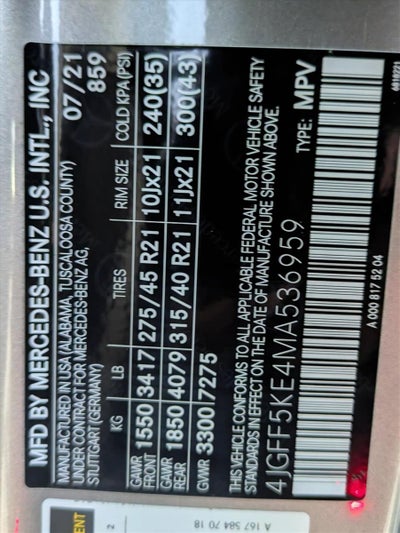 MFD BY MERCEDES-BENZ U.S. INTL., INC
MANUFACTURED IN USA (ALABAMA, TUSCALOOSA COUNTY)
UNDER CONTRACT FOR MERCEDES-BENZ AG,
STUTTGART (GERMANY)
07/21
859
KG LB TIRES RIM SIZE COLD KPA(PSI)
GAWR FRONT 1550 3417 275/45 R21 10Jx21 240(35)
GAWR REAR 1850 4079 315/40 R21 11Jx21 300(43)
GVWR 3300 7275
THIS VEHICLE CONFORMS TO ALL APPLICABLE FEDERAL MOTOR VEHICLE SAFETY
STANDARDS IN EFFECT ON THE DATE OF MANUFACTURE SHOWN ABOVE.
4JGFF5KE4MA536959 TYPE: MPV
A 000 817 52 04
A 167 584 70 18